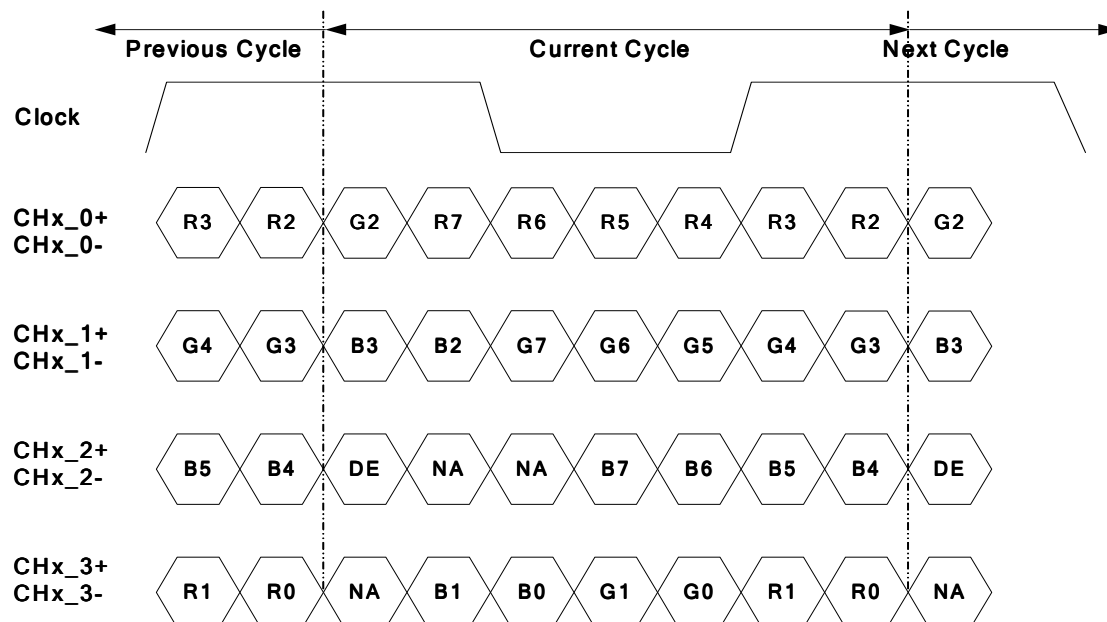 Previous Cycle Current Cycle Next Cycle
Clock
CHx_0+
CHx_0-
R3 R2 G2 R7 R6 R5 R4 R3 R2 G2
CHx_1+
CHx_1-
G4 G3 B3 B2 G7 G6 G5 G4 G3 B3
CHx_2+
CHx_2-
B5 B4 DE NA NA B7 B6 B5 B4 DE
CHx_3+
CHx_3-
R1 R0 NA B1 B0 G1 G0 R1 R0 NA